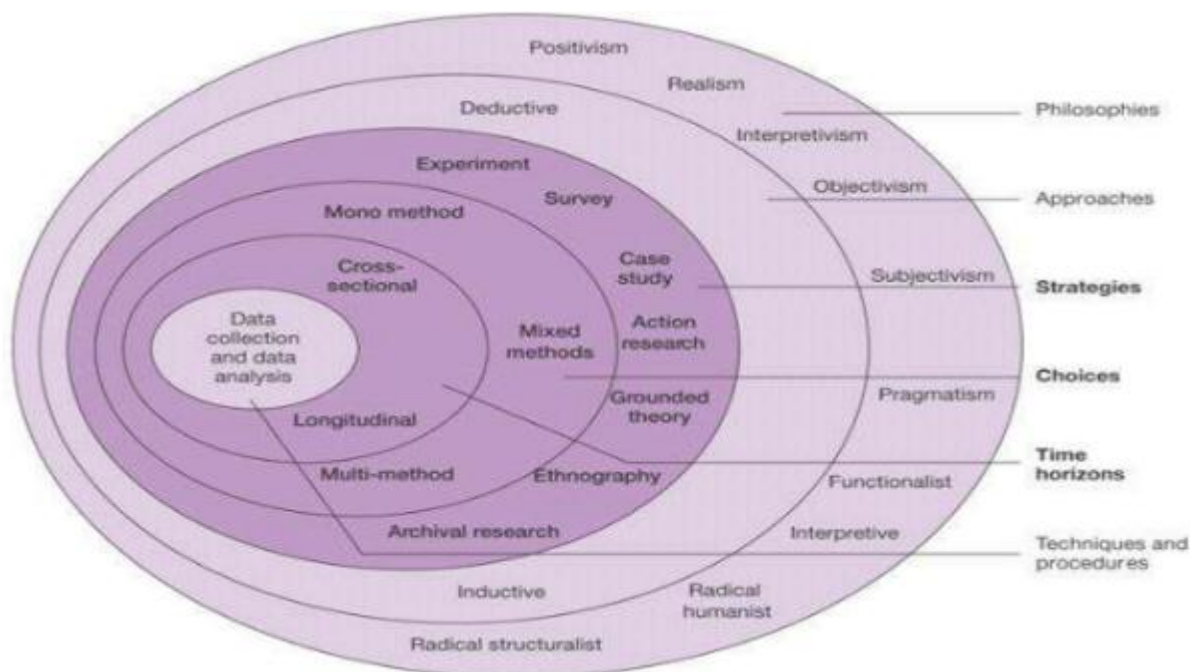 Positivism
Realism
Philosophies
Deductive
Interpretivism
Experiment
Objectivism
Approaches
Survey
Mono method
Case
study
Cross-
sectional
Subjectivism
Strategies
Data
collection
and data
analysis
Mixed
methods
Action
research
Choices
Pragmatism
Grounded
theory
Longitudinal
Time
horizons
Multi-method
Ethnography
Functionalist
Archival research
Interpretive
Techniques and
procedures
Inductive
Radical
humanist
Radical structuralist